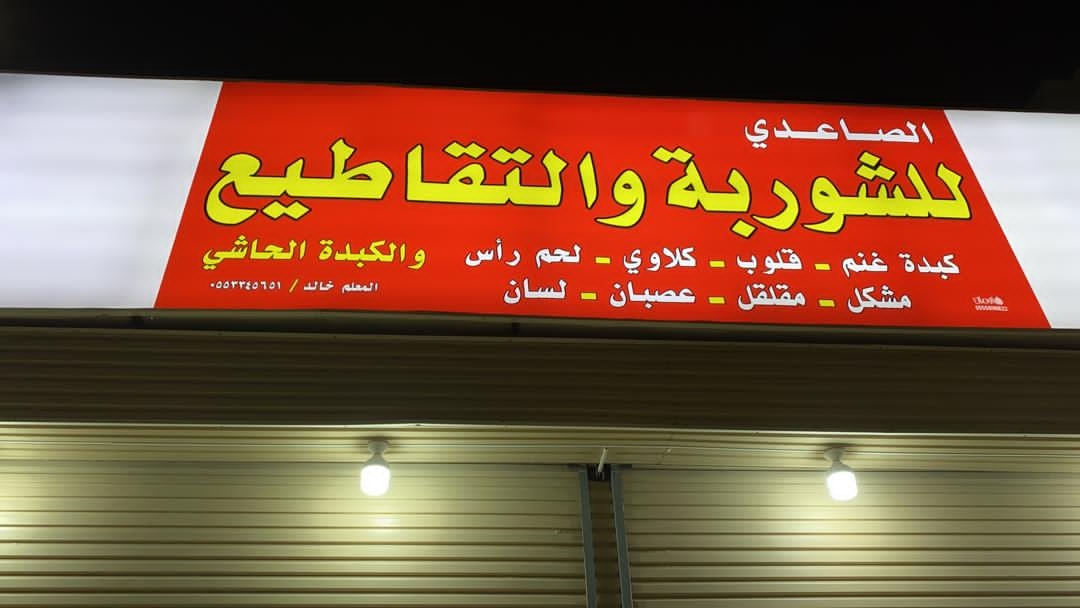 الصاعدي
للشوربة والتقاطيع
كبدة غنم - قلوب - كلاوي - لحم رأس
والكبدة الحاشي
مشكل - مقلقل - عصبان - لسان
المعلم خالد / ٠٥٥٣٣٤٥٦٥١